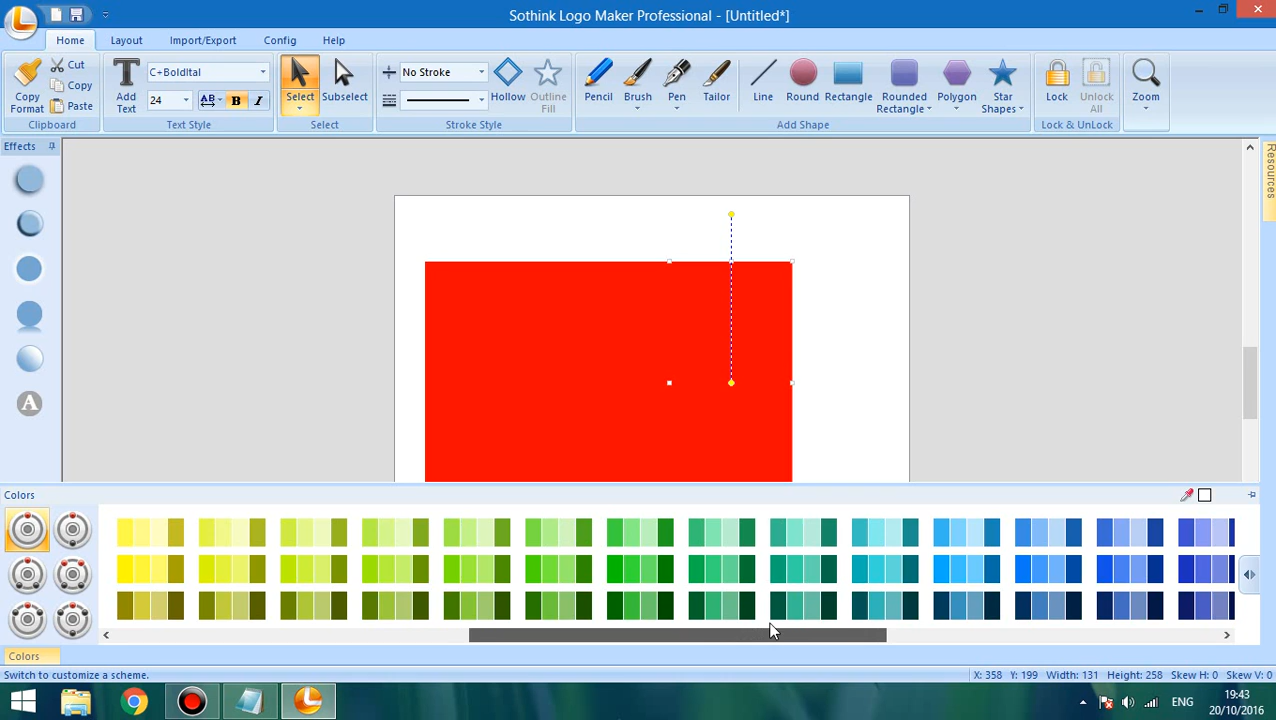 Sothink Logo Maker Professional - [Untitled*]
Home Layout Import/Export Config Help
Copy Format
Cut
Copy
Paste
Clipboard
Add Text
C+BoldItal
24 AB B I
Text Style
Select
Subselect
Select
No Stroke
Hollow
Outline Fill
Stroke Style
Pencil Brush Pen Tailor Line Round Rectangle Rounded Rectangle Polygon Star Shapes
Add Shape
Lock
Unlock All
Lock & UnLock
Zoom
Effects
A
Resources
Colors
Colors
Switch to customize a scheme.
X: 358 Y: 199 Width: 131 Height: 258 Skew H: 0 Skew V: 0
ENG
19:43
20/10/2016